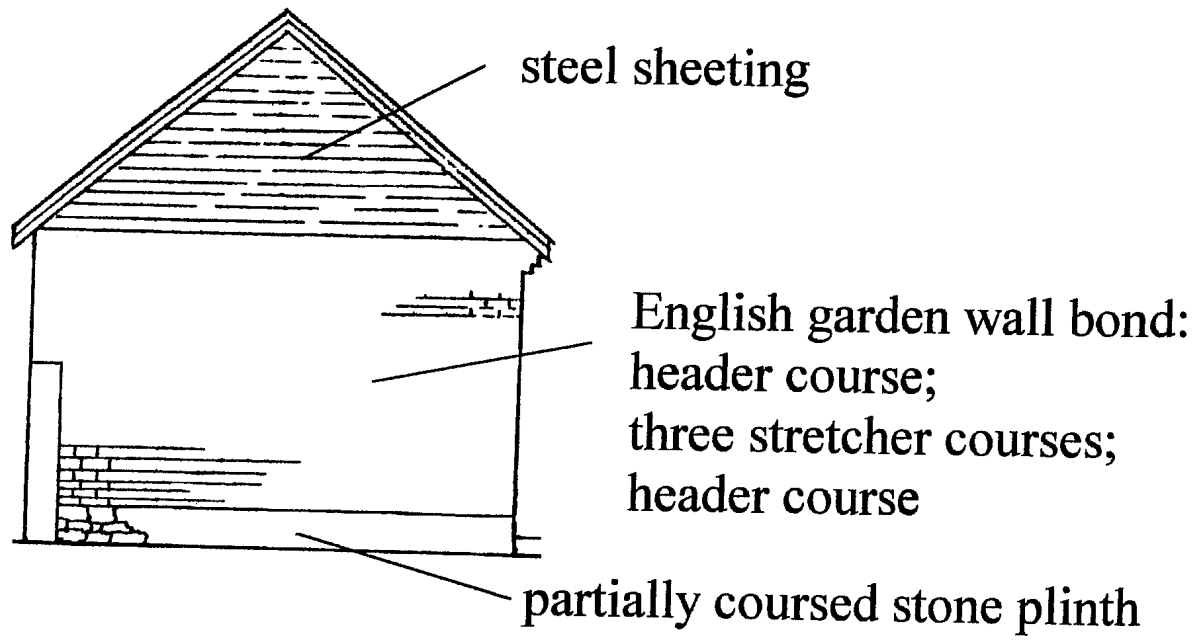 steel sheeting
English garden wall bond:
header course;
three stretcher courses;
header course
partially coursed stone plinth